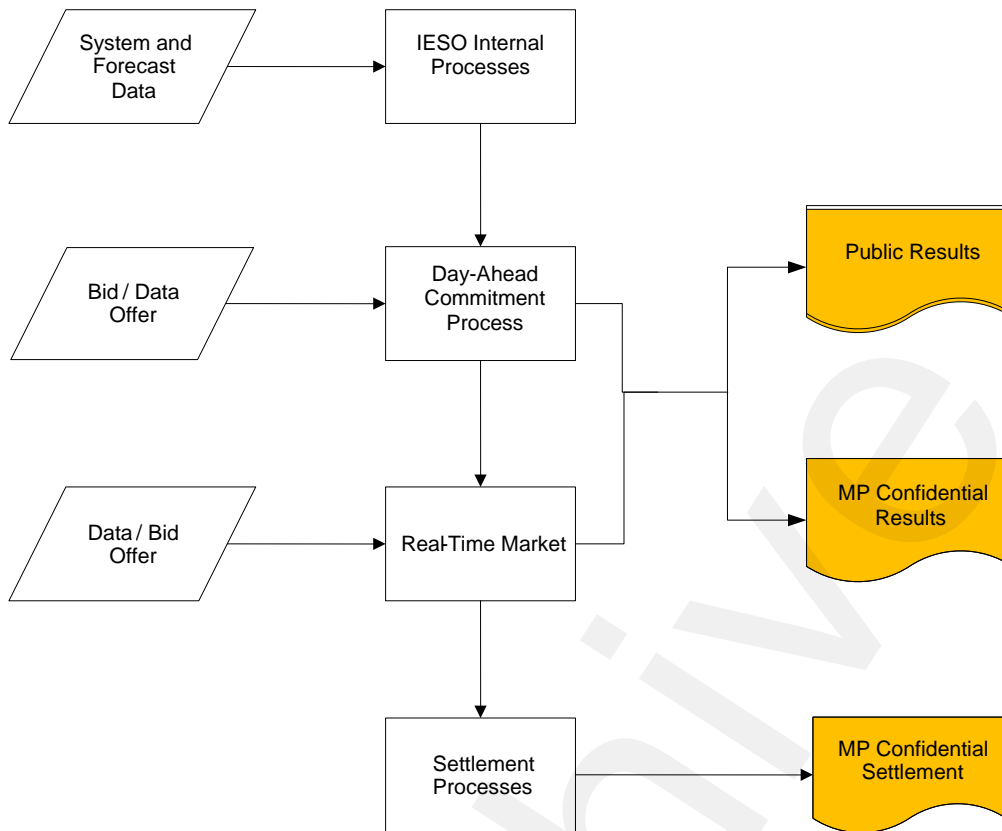 System and
Forecast
Data
IESO Internal
Processes
Bid / Data
Offer
Day-Ahead
Commitment
Process
Public Results
Data / Bid
Offer
Real-Time Market
MP Confidential
Results
Settlement
Processes
MP Confidential
Settlement
hive